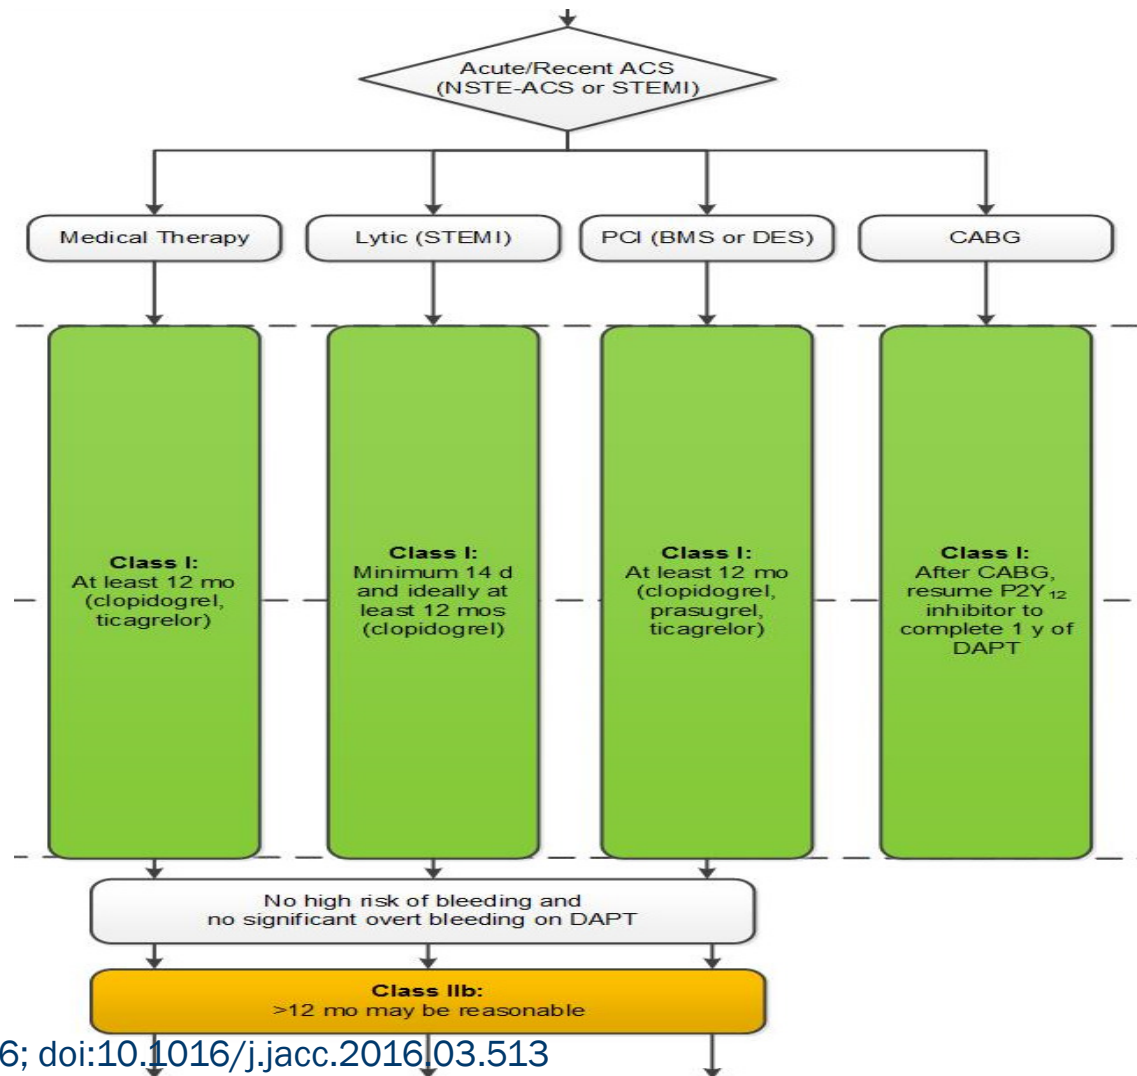 Acute/Recent ACS
(NSTE-ACS or STEMI)
Medical Therapy
Lytic (STEMI)
PCI (BMS or DES)
CABG
Class I:
At least 12 mo
(clopidogrel,
ticagrelor)
Class I:
Minimum 14 d
and ideally at
least 12 mos
(clopidogrel)
Class I:
At least 12 mo
(clopidogrel,
prasugrel,
ticagrelor)
Class I:
After CABG,
resume P2Y₁₂
inhibitor to
complete 1 y of
DAPT
No high risk of bleeding and
no significant overt bleeding on DAPT
Class IIb:
>12 mo may be reasonable
6; doi:10.1016/j.jacc.2016.03.513